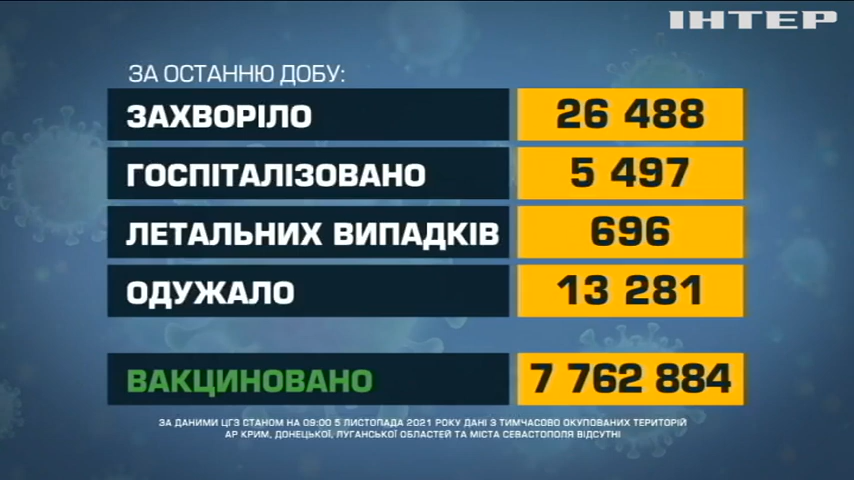 ІНТЕР
ЗА ОСТАННЮ ДОБУ:
ЗАХВОРІЛО 26 488
ГОСПІТАЛІЗОВАНО 5 497
ЛЕТАЛЬНИХ ВИПАДКІВ 696
ОДУЖАЛО 13 281
ВАКЦИНОВАНО 7 762 884
ЗА ДАНИМИ ЦГЗ СТАНОМ НА 09:00 5 ЛИСТОПАДА 2021 РОКУ ДАНІ З ТИМЧАСОВО ОКУПОВАНИХ ТЕРИТОРІЙ
АР КРИМ, ДОНЕЦЬКОЇ, ЛУГАНСЬКОЇ ОБЛАСТЕЙ ТА МІСТА СЕВАСТОПОЛЯ ВІДСУТНІ